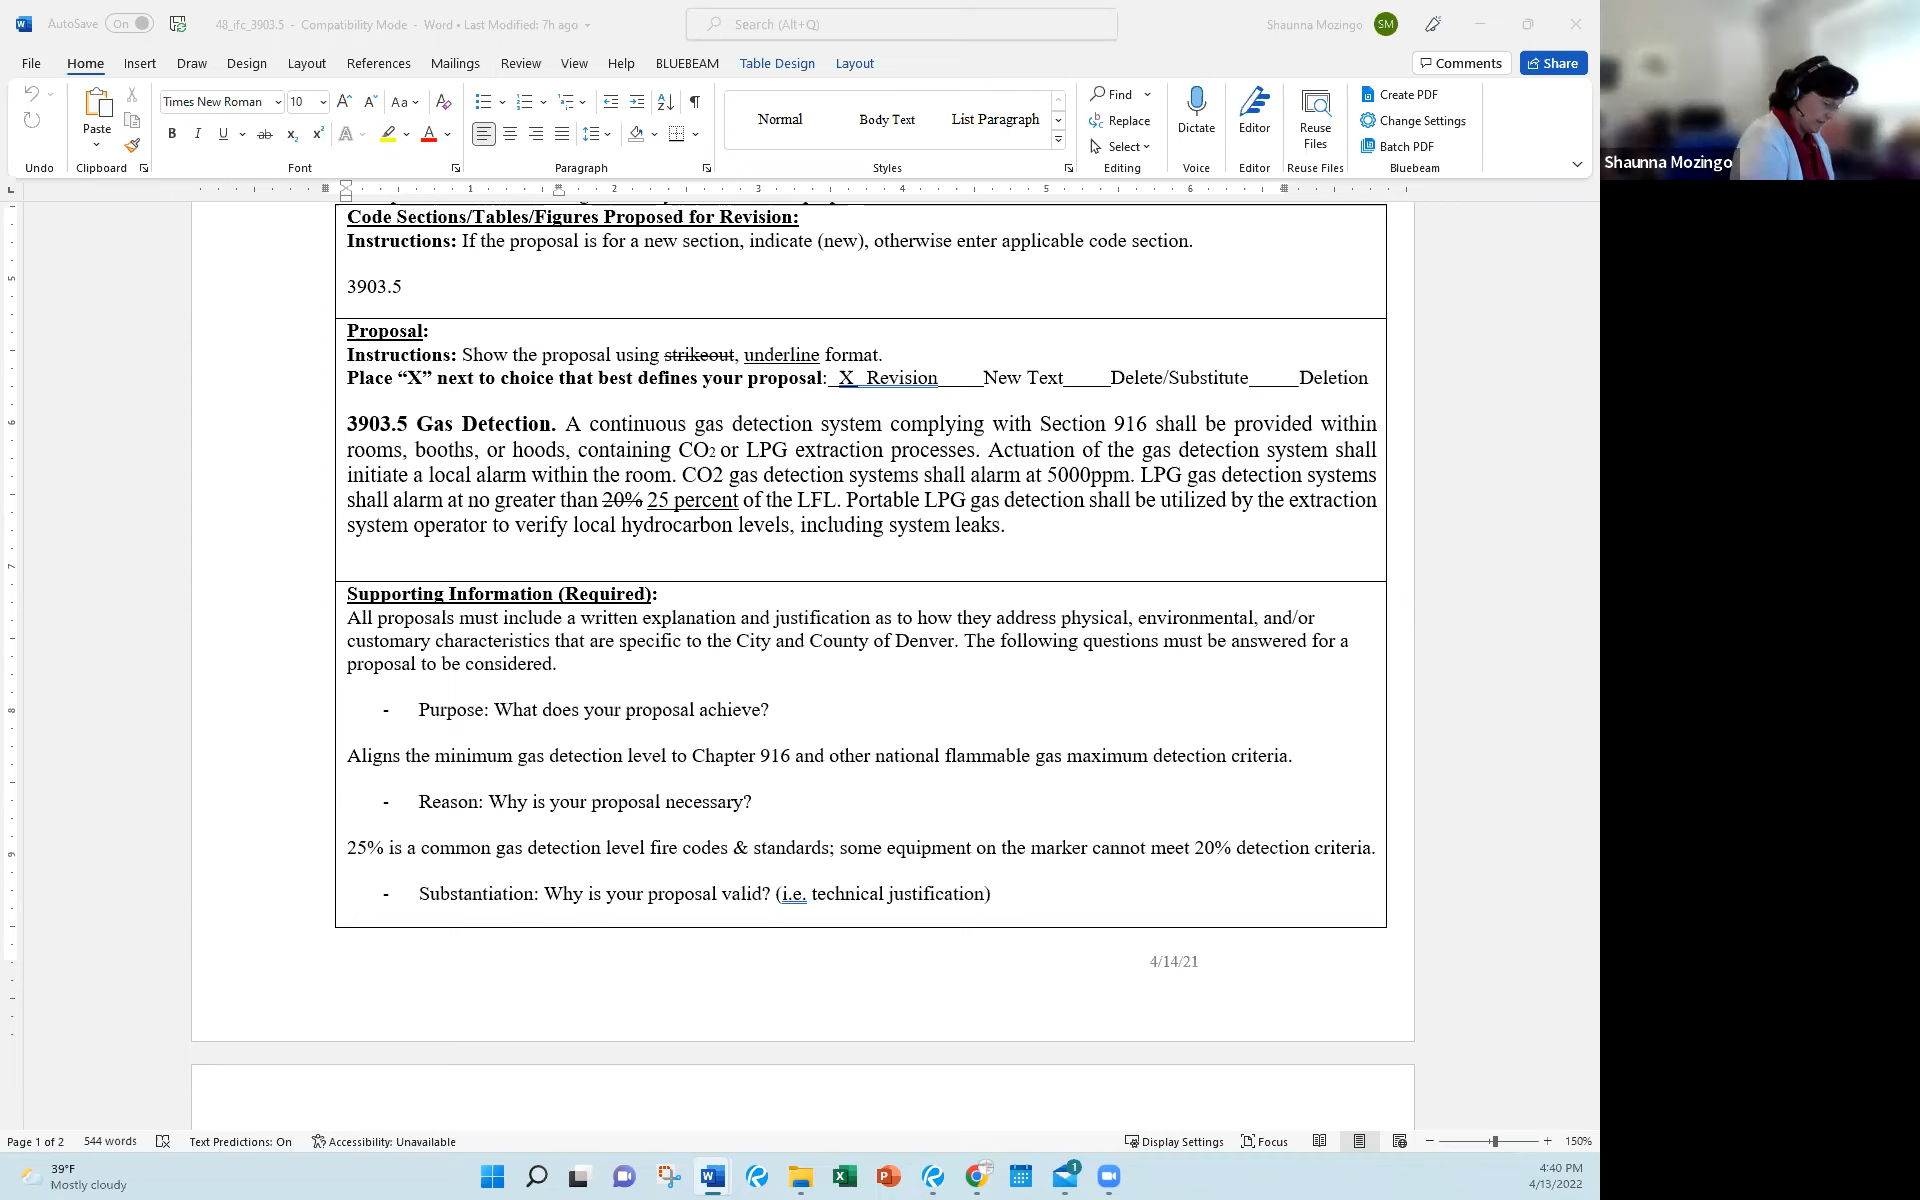 AutoSave On 48_ifc_3903.5 - Compatibility Mode - Word • Last Modified: 7h ago Search (Alt+Q) Shaunna Mozingo SM
File Home Insert Draw Design Layout References Mailings Review View Help BLUEBEAM Table Design Layout Comments Share
Times New Roman 10 Aa
Paste
Normal Body Text List Paragraph
Find
Replace
Select
Dictate
Editor
Reuse
Files
Create PDF
Change Settings
Batch PDF
Undo Clipboard Font Paragraph Styles Editing Voice Editor Reuse Files Bluebeam
Shaunna Mozingo
1 2 3 4 5 6
Code Sections/Tables/Figures Proposed for Revision:
Instructions: If the proposal is for a new section, indicate (new), otherwise enter applicable code section.
3903.5
Proposal:
Instructions: Show the proposal using strikeout, underline format.
Place “X” next to choice that best defines your proposal:_X_Revision_____New Text_____Delete/Substitute_____Deletion
3903.5 Gas Detection. A continuous gas detection system complying with Section 916 shall be provided within
rooms, booths, or hoods, containing CO2 or LPG extraction processes. Actuation of the gas detection system shall
initiate a local alarm within the room. CO2 gas detection systems shall alarm at 5000ppm. LPG gas detection systems
shall alarm at no greater than 20% 25 percent of the LFL. Portable LPG gas detection shall be utilized by the extraction
system operator to verify local hydrocarbon levels, including system leaks.
Supporting Information (Required):
All proposals must include a written explanation and justification as to how they address physical, environmental, and/or
customary characteristics that are specific to the City and County of Denver. The following questions must be answered for a
proposal to be considered.
- Purpose: What does your proposal achieve?
Aligns the minimum gas detection level to Chapter 916 and other national flammable gas maximum detection criteria.
- Reason: Why is your proposal necessary?
25% is a common gas detection level fire codes & standards; some equipment on the marker cannot meet 20% detection criteria.
- Substantiation: Why is your proposal valid? (i.e. technical justification)
4/14/21
Page 1 of 2 544 words Text Predictions: On Accessibility: Unavailable Display Settings Focus 150%
39°F
Mostly cloudy
1
4:40 PM
4/13/2022